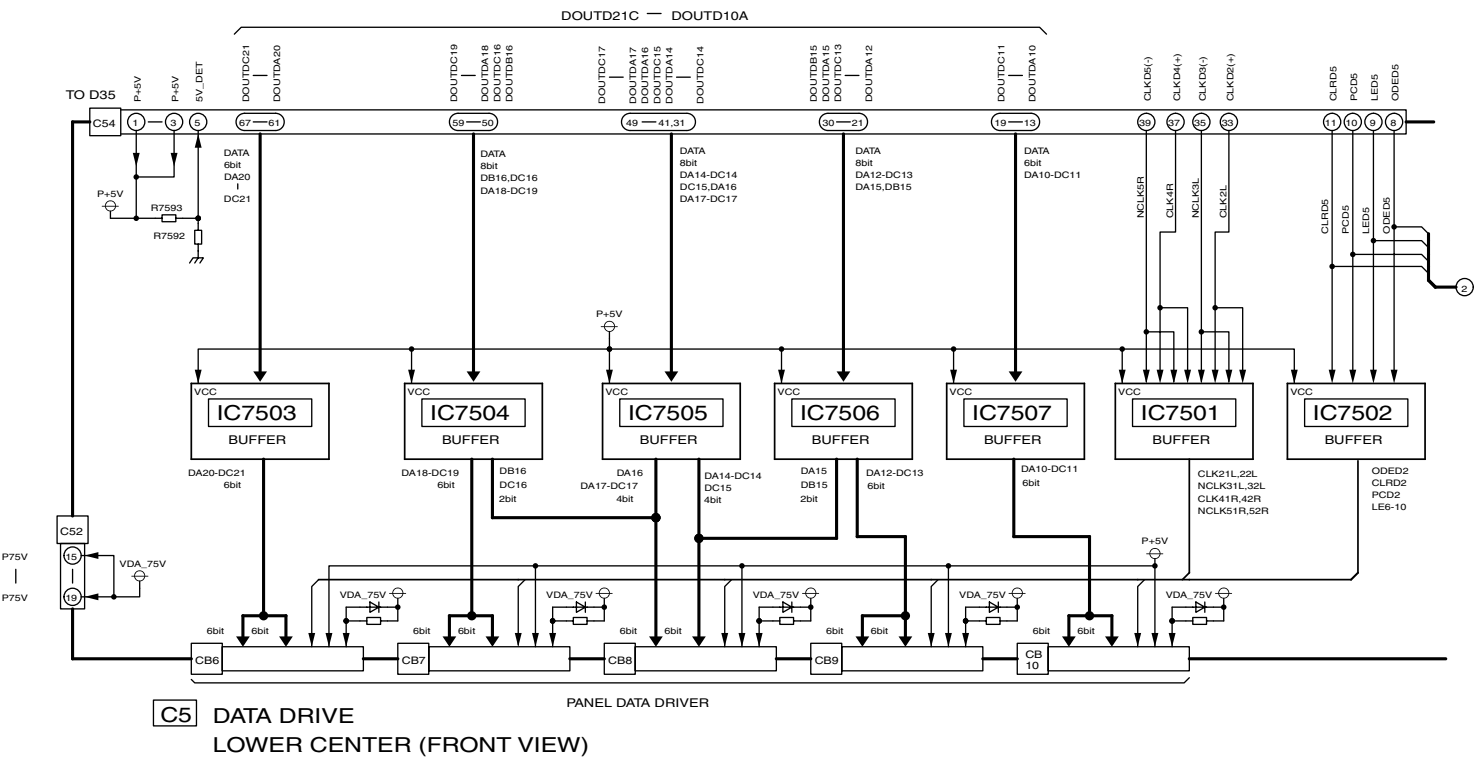 DOUTD21C — DOUTD10A
TO D35
P+5V
P+5V
5V_DET
DOUTDC21
—
DOUTDA20
DOUTDC19
—
DOUTDA18
DOUTDC16
DOUTDB16
DOUTDC17
—
DOUTDA17
DOUTDA16
DOUTDC15
DOUTDA14
—
DOUTDC14
DOUTDB15
DOUTDA15
DOUTDC13
—
DOUTDA12
DOUTDC11
—
DOUTDA10
CLKD5(-)
CLKD4(+)
CLKD3(-)
CLKD2(+)
CLRD5
PCD5
LED5
ODED5
C54
1 — 3
5
67 — 61
59 — 50
49 — 41,31
30 — 21
19 — 13
39
37
35
33
11
10
9
8
DATA
6bit
DA20
DC21
DATA
8bit
DB16,DC16
DA18-DC19
DATA
8bit
DA14-DC14
DC15,DA16
DA17-DC17
DATA
8bit
DA12-DC13
DA15,DB15
DATA
6bit
DA10-DC11
P+5V
R7593
R7592
NCLK5R
CLK4R
NCLK3L
CLK2L
CLRD5
PCD5
LED5
ODED5
2
P+5V
VCC
IC7503
BUFFER
VCC
IC7504
BUFFER
VCC
IC7505
BUFFER
VCC
IC7506
BUFFER
VCC
IC7507
BUFFER
VCC
IC7501
BUFFER
VCC
IC7502
BUFFER
DA20-DC21
6bit
DA18-DC19
6bit
DB16
DC16
2bit
DA16
DA17-DC17
4bit
DA14-DC14
DC15
4bit
DA15
DB15
2bit
DA12-DC13
6bit
DA10-DC11
6bit
CLK21L,22L
NCLK31L,32L
CLK41R,42R
NCLK51R,52R
ODED2
CLRD2
PCD2
LE6-10
C52
P75V
15
VDA_75V
P75V
19
P+5V
VDA_75V
VDA_75V
VDA_75V
VDA_75V
VDA_75V
6bit 6bit
6bit 6bit
6bit 6bit
6bit 6bit
6bit 6bit
CB6
CB7
CB8
CB9
CB
10
PANEL DATA DRIVER
C5 DATA DRIVE
LOWER CENTER (FRONT VIEW)